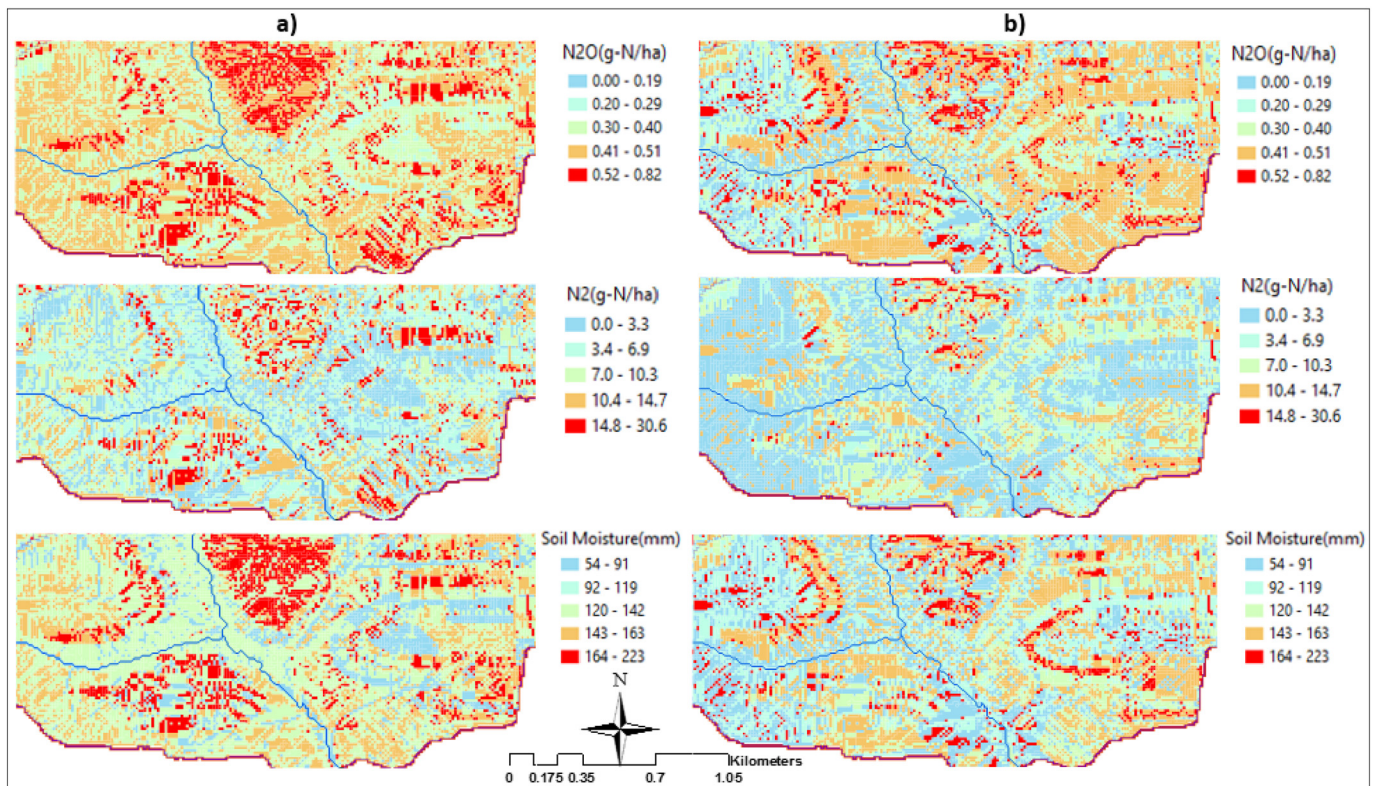 a)
b)
N2O(g-N/ha)
0.00 - 0.19
0.20 - 0.29
0.30 - 0.40
0.41 - 0.51
0.52 - 0.82
N2O(g-N/ha)
0.00 - 0.19
0.20 - 0.29
0.30 - 0.40
0.41 - 0.51
0.52 - 0.82
N2(g-N/ha)
0.0 - 3.3
3.4 - 6.9
7.0 - 10.3
10.4 - 14.7
14.8 - 30.6
N2(g-N/ha)
0.0 - 3.3
3.4 - 6.9
7.0 - 10.3
10.4 - 14.7
14.8 - 30.6
Soil Moisture(mm)
54 - 91
92 - 119
120 - 142
143 - 163
164 - 223
Soil Moisture(mm)
54 - 91
92 - 119
120 - 142
143 - 163
164 - 223
N
Kilometers
0 0.175 0.35 0.7 1.05